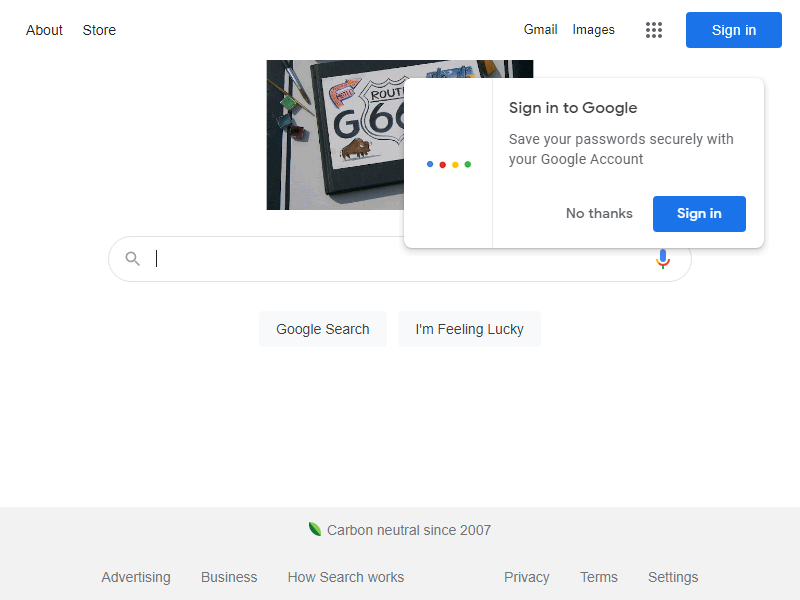 About
Store
Gmail
Images
Sign in
ROUTE
G66
Sign in to Google
Save your passwords securely with
your Google Account
No thanks
Sign in
Google Search
I'm Feeling Lucky
Carbon neutral since 2007
Advertising
Business
How Search works
Privacy
Terms
Settings